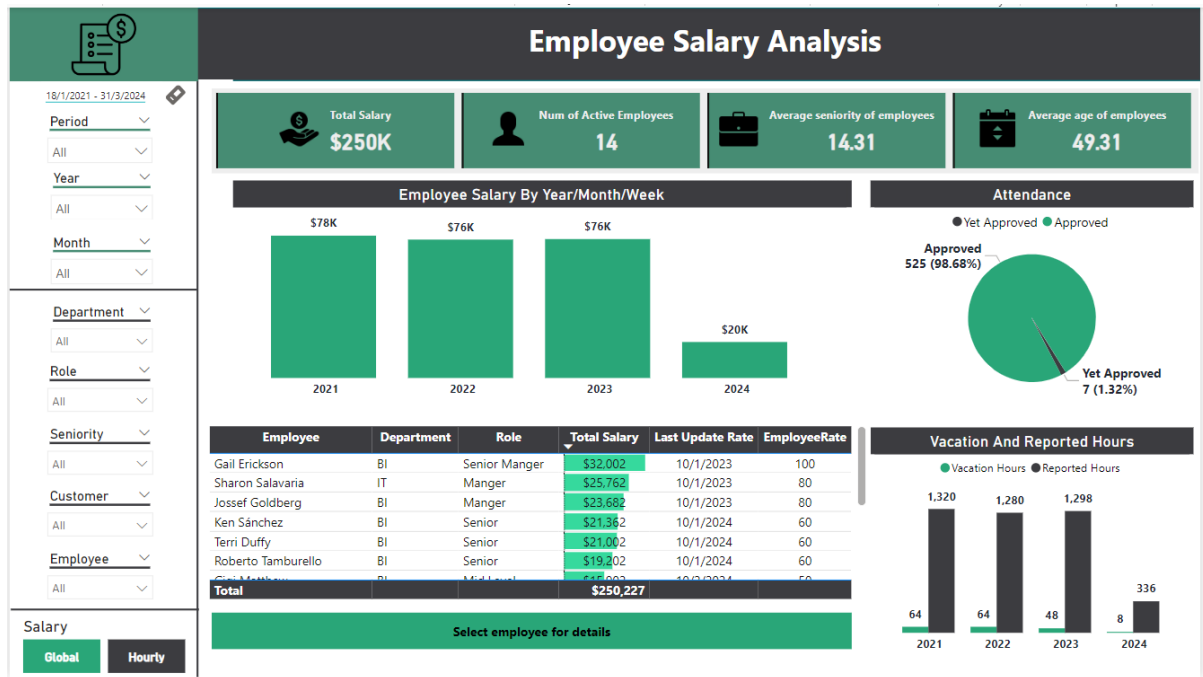 Employee Salary Analysis
18/1/2021 - 31/3/2024
Period
All
Year
All
Month
All
Department
All
Role
All
Seniority
All
Customer
All
Employee
All
Salary
Global Hourly
Total Salary
$250K
Num of Active Employees
14
Average seniority of employees
14.31
Average age of employees
49.31
Employee Salary By Year/Month/Week
$78K $76K $76K $20K
2021 2022 2023 2024
Attendance
Yet Approved Approved
Approved
525 (98.68%)
Yet Approved
7 (1.32%)
Employee Department Role Total Salary Last Update Rate EmployeeRate
Gail Erickson BI Senior Manger $32,002 10/1/2023 100
Sharon Salavaria IT Manger $25,762 10/1/2023 80
Jossef Goldberg BI Manger $23,682 10/1/2023 80
Ken Sánchez BI Senior $21,362 10/1/2024 60
Terri Duffy BI Senior $21,002 10/1/2024 60
Roberto Tamburello BI Senior $19,202 10/1/2024 60
Total $250,227
Select employee for details
Vacation And Reported Hours
Vacation Hours Reported Hours
1,320 1,280 1,298 336
64 64 48 8
2021 2022 2023 2024